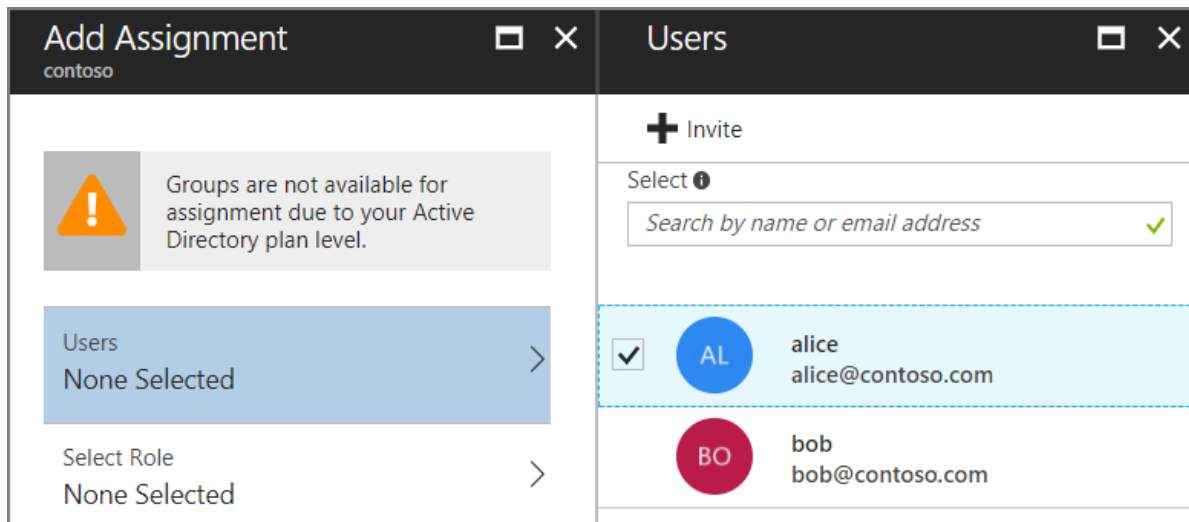 Add Assignment
contoso
Groups are not available for
assignment due to your Active
Directory plan level.
Users
None Selected
Select Role
None Selected
Users
Invite
Select
Search by name or email address
AL
alice
alice@contoso.com
BO
bob
bob@contoso.com